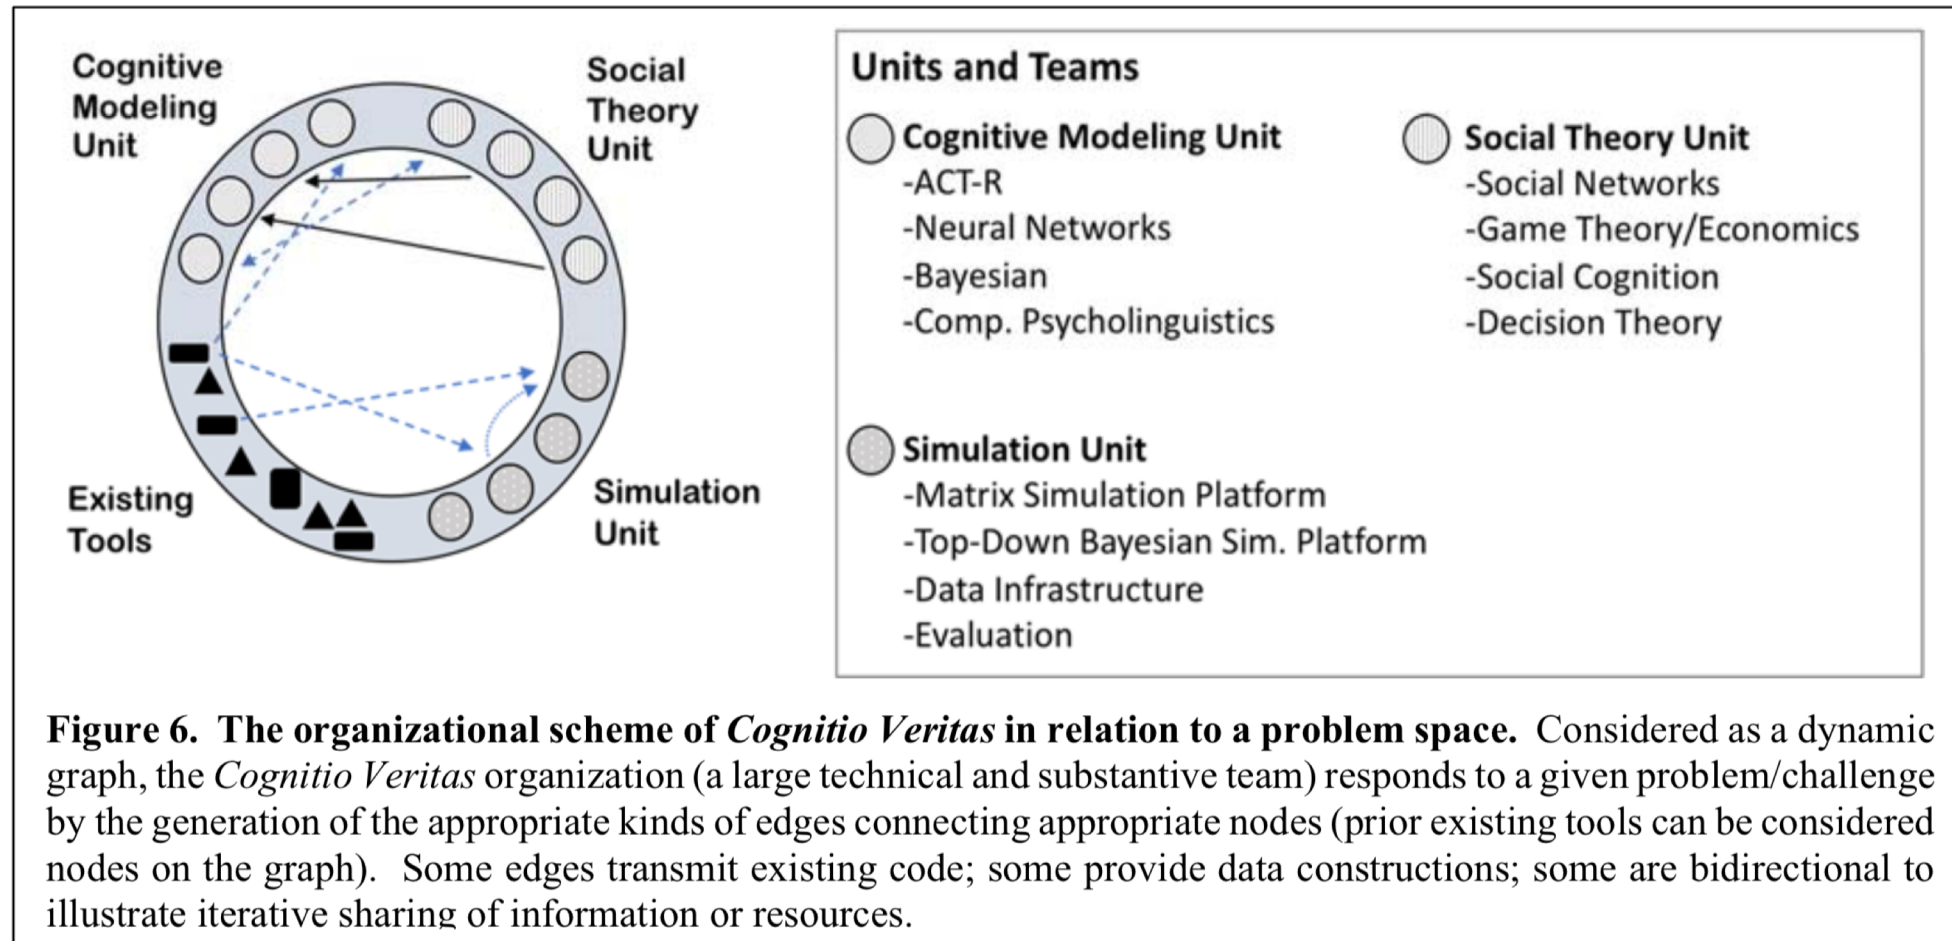 Cognitive
Modeling
Unit
Social
Theory
Unit
Existing
Tools
Simulation
Unit
Units and Teams
Cognitive Modeling Unit
-ACT-R
-Neural Networks
-Bayesian
-Comp. Psycholinguistics
Social Theory Unit
-Social Networks
-Game Theory/Economics
-Social Cognition
-Decision Theory
Simulation Unit
-Matrix Simulation Platform
-Top-Down Bayesian Sim. Platform
-Data Infrastructure
-Evaluation
Figure 6. The organizational scheme of Cognitio Veritas in relation to a problem space. Considered as a dynamic
graph, the Cognitio Veritas organization (a large technical and substantive team) responds to a given problem/challenge
by the generation of the appropriate kinds of edges connecting appropriate nodes (prior existing tools can be considered
nodes on the graph). Some edges transmit existing code; some provide data constructions; some are bidirectional to
illustrate iterative sharing of information or resources.